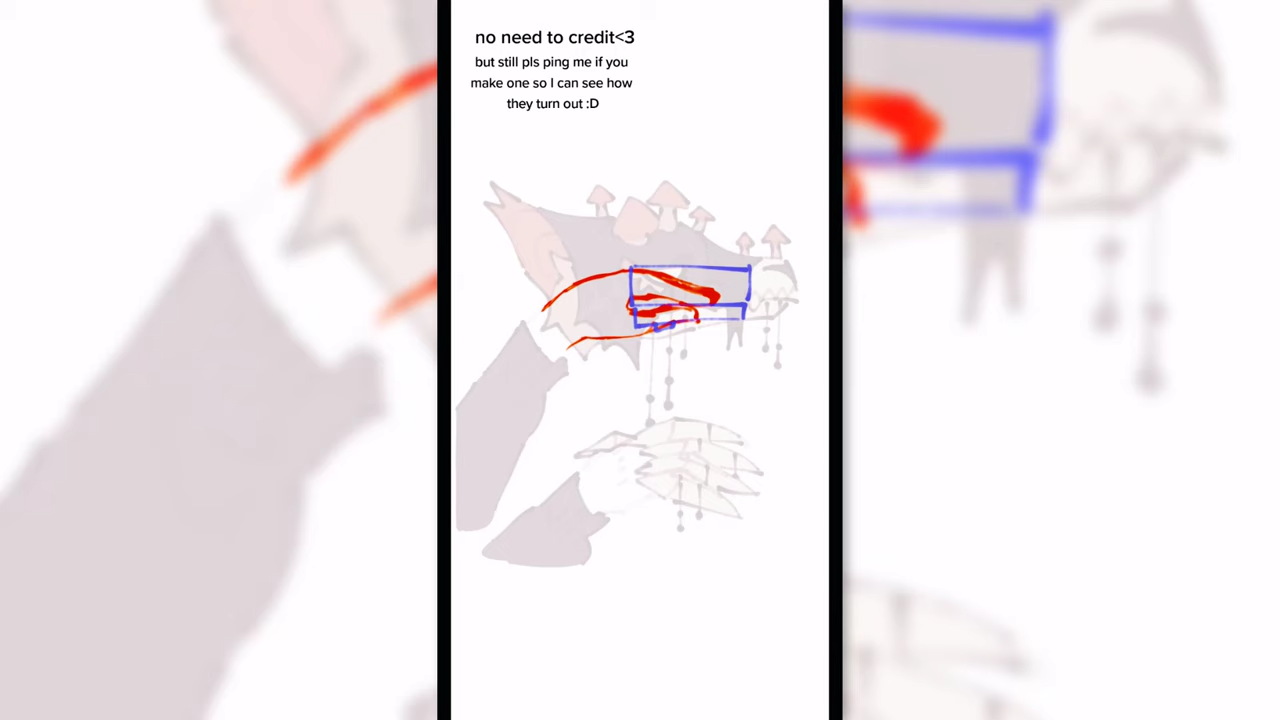 no need to credit<3
but still pls ping me if you
make one so I can see how
they turn out :D